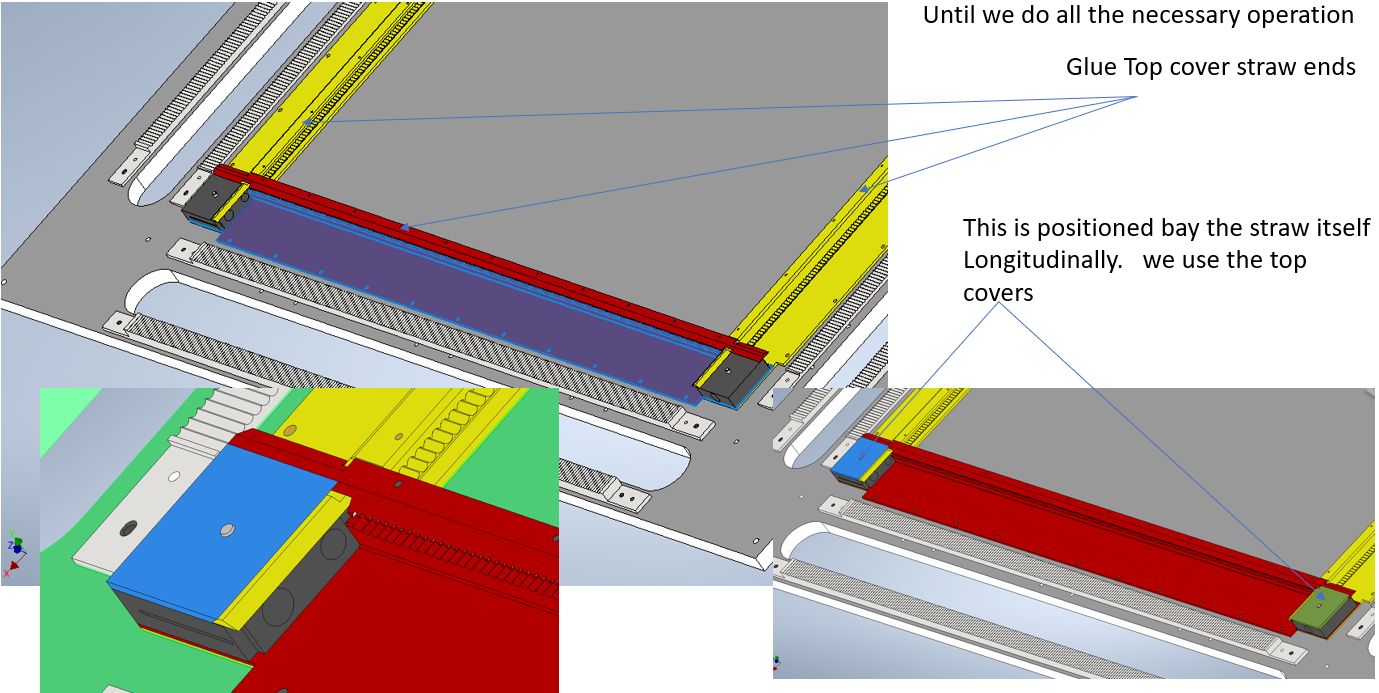 Until we do all the necessary operation
Glue Top cover straw ends
This is positioned bay the straw itself
Longitudinally. we use the top
covers
Y
Z
X